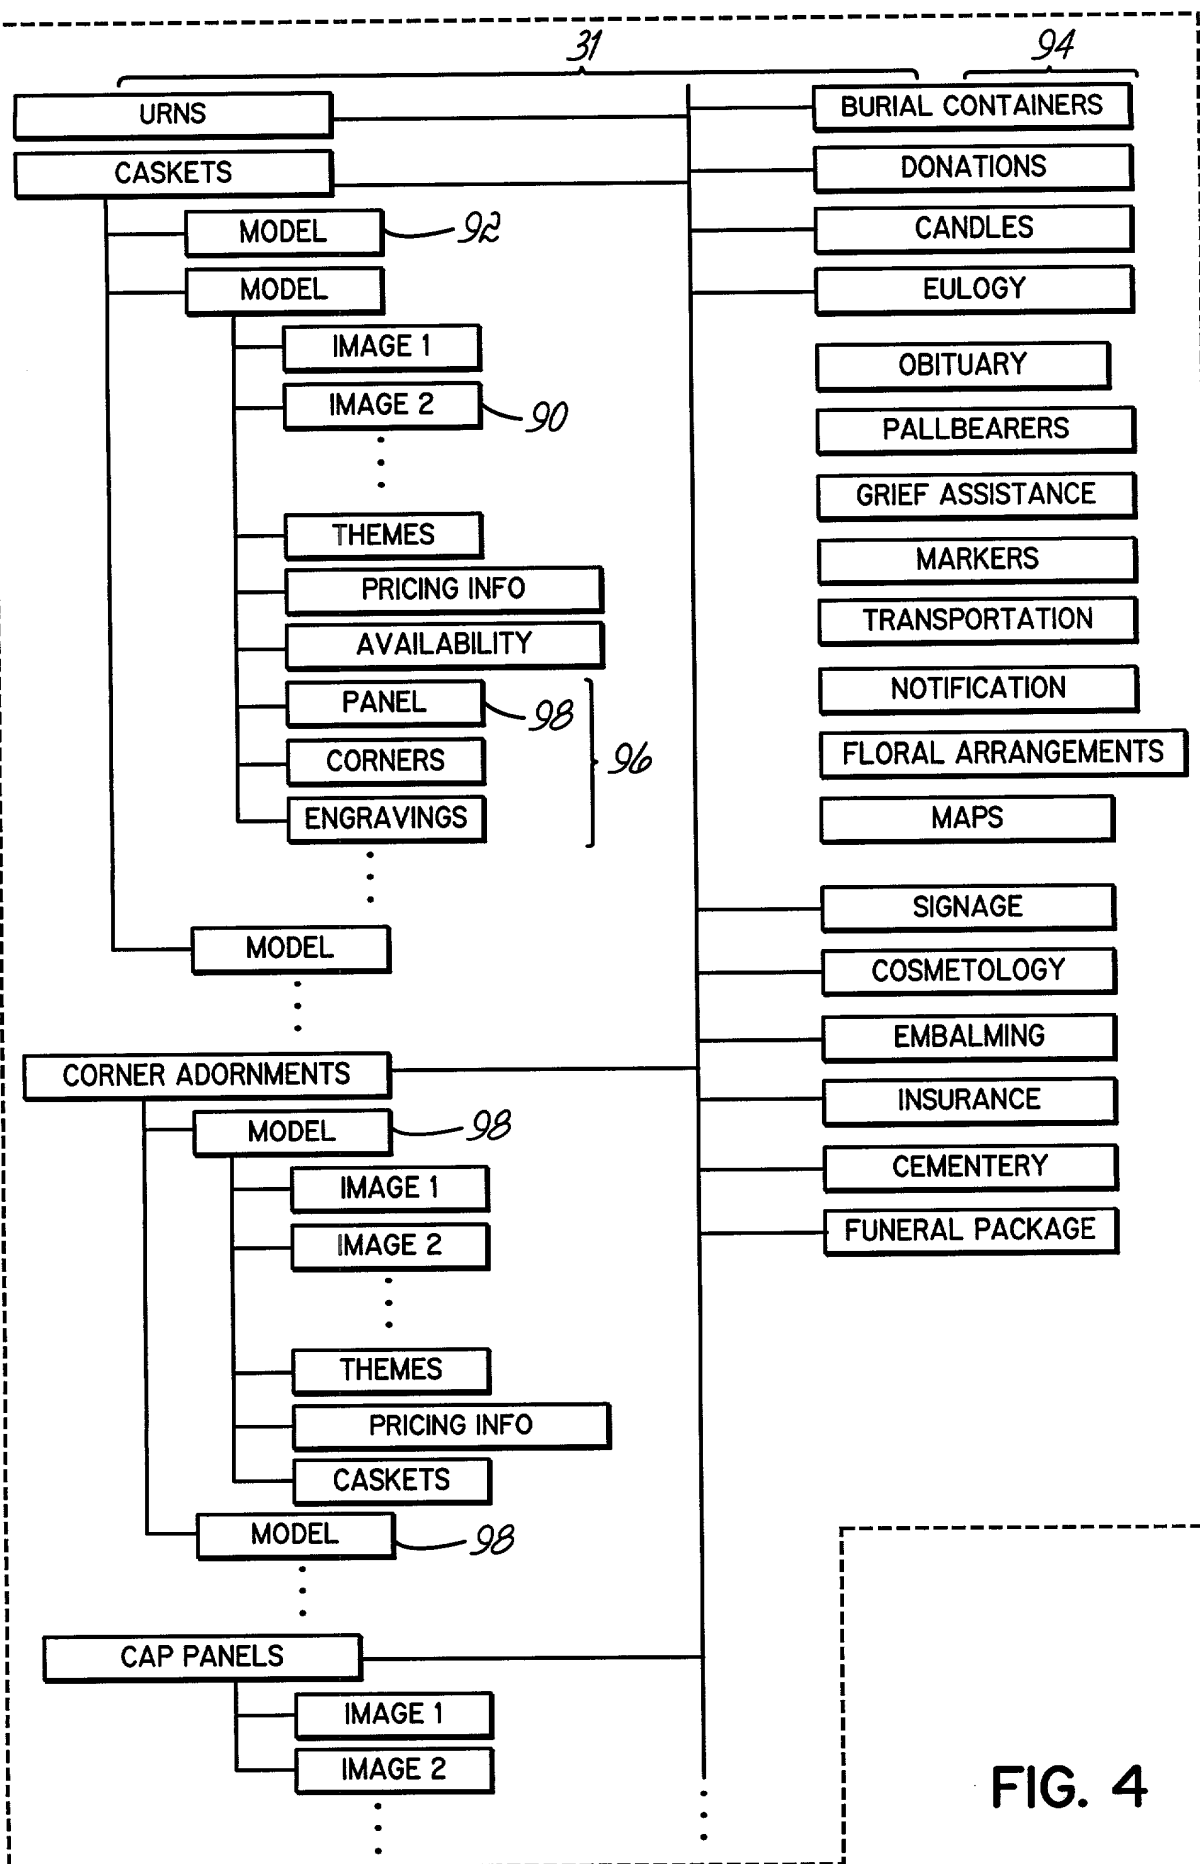 31
94
URNS
CASKETS
MODEL
92
MODEL
IMAGE 1
IMAGE 2
90
THEMES
PRICING INFO
AVAILABILITY
PANEL
98
CORNERS
96
ENGRAVINGS
MODEL
CORNER ADORNMENTS
MODEL
98
IMAGE 1
IMAGE 2
THEMES
PRICING INFO
CASKETS
MODEL
98
CAP PANELS
IMAGE 1
IMAGE 2
BURIAL CONTAINERS
DONATIONS
CANDLES
EULOGY
OBITUARY
PALLBEARERS
GRIEF ASSISTANCE
MARKERS
TRANSPORTATION
NOTIFICATION
FLORAL ARRANGEMENTS
MAPS
SIGNAGE
COSMETOLOGY
EMBALMING
INSURANCE
CEMENTERY
FUNERAL PACKAGE
FIG. 4